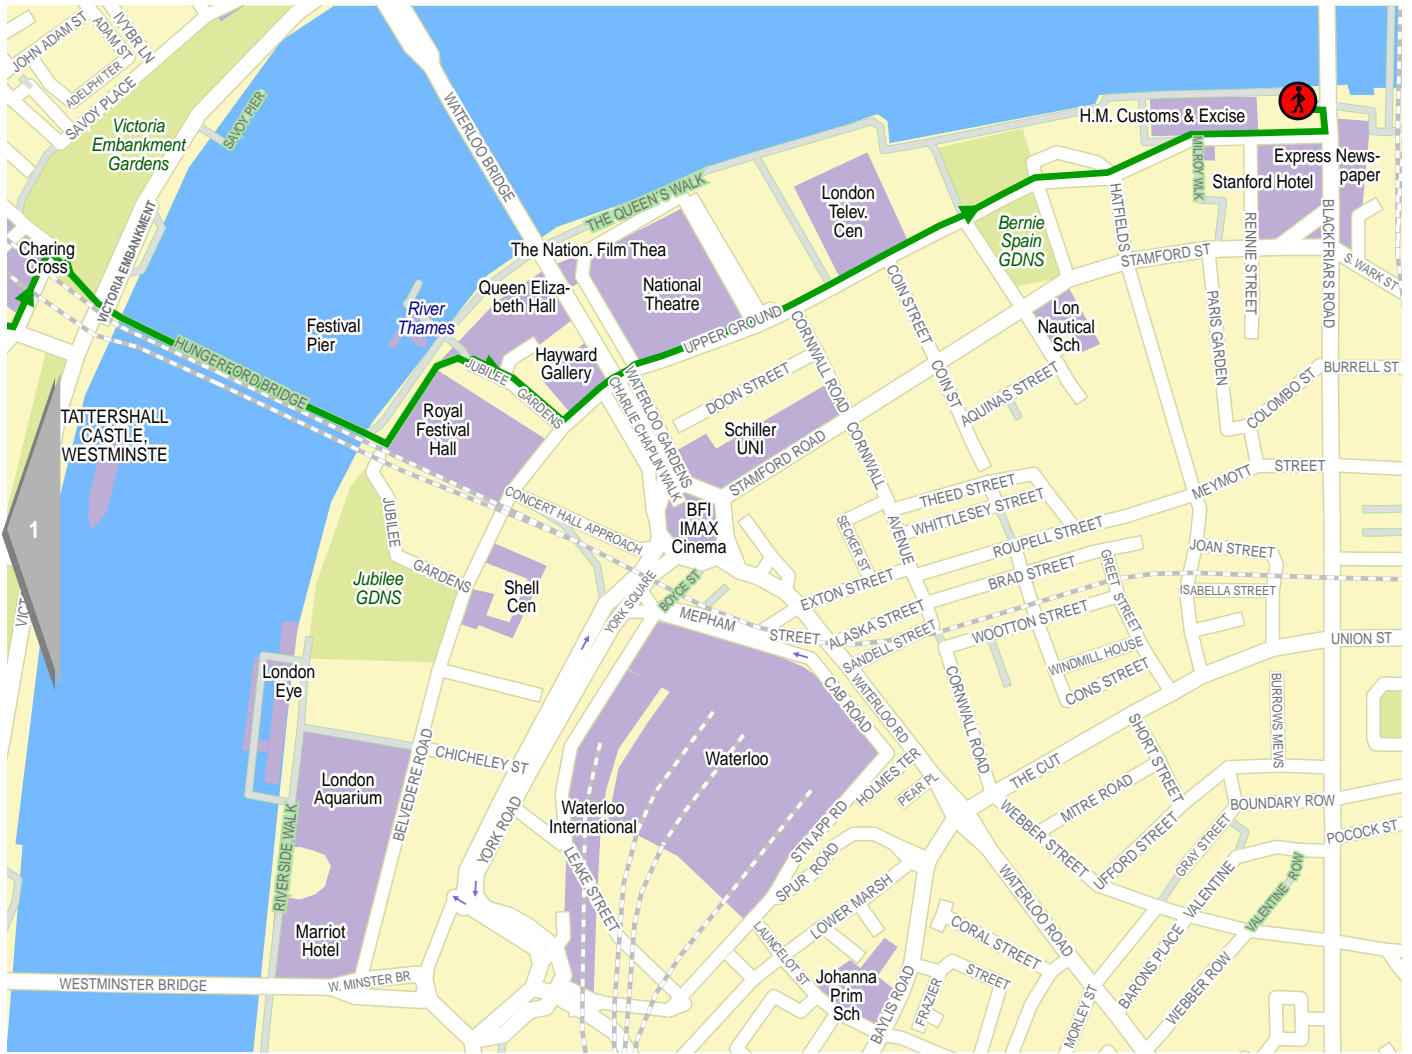 JOHN ADAM ST
IVYBR LN
ADAM ST
ADELPHI TER
SAVOY PLACE
SAVOY PIER
Victoria
Embankment
Gardens
VICTORIA EMBANKMENT
Charing
Cross
WATERLOO BRIDGE
THE QUEEN'S WALK
The Nation. Film Thea
Queen Eliza-
beth Hall
National
Theatre
London
Telev.
Cen
H.M. Customs & Excise
Express News-
paper
Stanford Hotel
MILROY WLK
HATFIELDS
RENNIE STREET
BLACKFRIARS ROAD
S. WARK ST
STAMFORD ST
Bernie
Spain
GDNS
PARIS GARDEN
Lon
Nautical
Sch
River
Thames
Festival
Pier
HUNGERFORD BRIDGE
Hayward
Gallery
JUBILEE
GARDENS
UPPER GROUND
CORNWALL ROAD
COIN STREET
COIN ST
DOON STREET
AQUINAS STREET
COLOMBO ST
BURRELL ST
Royal
Festival
Hall
WATERLOO GARDENS
CHARLIE CHAPLIN WALK
Schiller
UNI
STAMFORD ROAD
CORNWALL
AVENUE
TATTERSHALL
CASTLE,
WESTMINSTE
MEYMOTT
STREET
1
JUBILEE
GARDENS
CONCERT HALL APPROACH
BFI
IMAX
Cinema
THEED STREET
WHITTLESEY STREET
SECKER ST
ROUPELL STREET
JOAN STREET
Jubilee
GDNS
Shell
Cen
YORK SQUARE
BOYCE ST
EXTON STREET
BRAD STREET
GREET STREET
ISABELLA STREET
VICTO
MEPHAM
STREET
ALASKA STREET
SANDELL STREET
WOOTTON STREET
WINDMILL HOUSE
CONS STREET
UNION ST
London
Eye
CAB ROAD
WATERLOO RD
CORNWALL ROAD
BURROWS MEWS
CHICHELEY ST
BELVEDERE ROAD
London
Aquarium
Waterloo
Waterloo
International
HOLMES TER
PEAR PL
THE CUT
SHORT STREET
MITRE ROAD
BOUNDARY ROW
YORK ROAD
STN APP RD
SPUR ROAD
WEBBER STREET
UFFORD STREET
GRAY STREET
POCOCK ST
RIVERSIDE WALK
LEAKE STREET
LOWER MARSH
WATERLOO ROAD
VALENTINE
VALENTINE ROW
BARONS PLACE
Marriot
Hotel
LAUNCELOT ST
CORAL STREET
STREET
FRAZIER
WEBBER ROW
MORLEY ST
WESTMINSTER BRIDGE
W. MINSTER BR
Johanna
Prim
Sch
BAYLIS ROAD